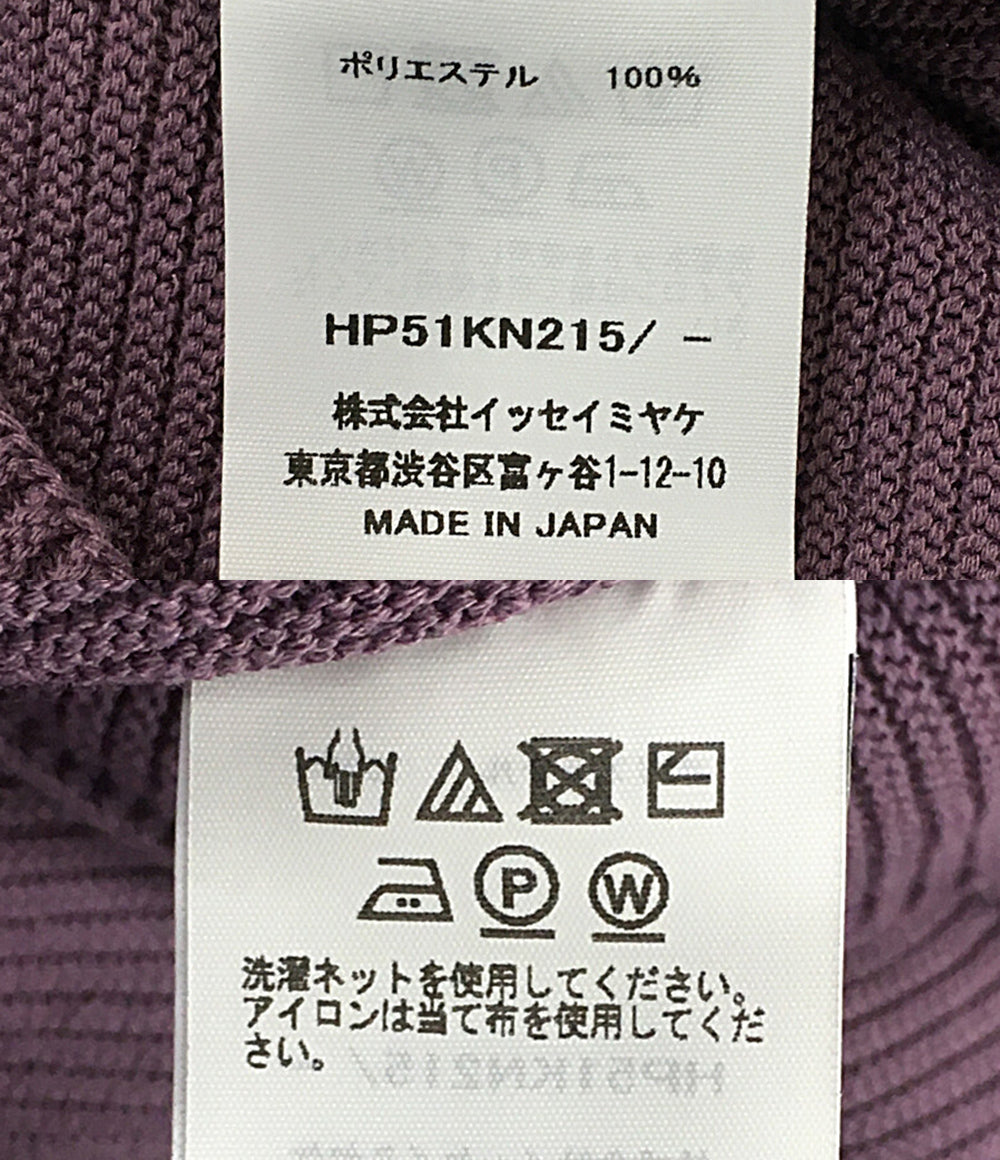 ポリエステル 100%
HP51KN215/ -
株式会社イッセイミヤケ
東京都渋谷区富ヶ谷1-12-10
MADE IN JAPAN
P W
洗濯ネットを使用してください。
アイロンは当て布を使用してくだ
さい。
HP51KN215/